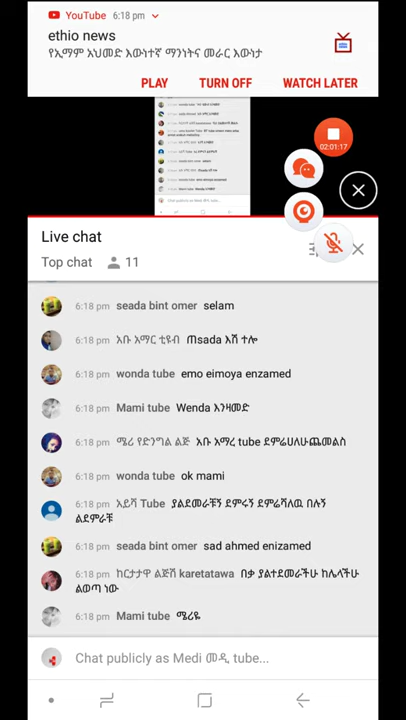 YouTube 6:18 pm
ethio news
የኢማም አህመድ እውነተኛ ማንነትና መራር እውነታ
PLAY TURN OFF WATCH LATER
02:01:17
Live chat
Top chat 11
6:18 pm seada bint omer selam
6:18 pm አቡ አማር ቲዩብ ጠsada እሽ ተሎ
6:18 pm wonda tube emo eimoya enzamed
6:18 pm Mami tube Wenda እንዛመድ
6:18 pm ሜሪ የድንግል ልጅ አቡ አማረ tube ደምሬሀለሁጨመልስ
6:18 pm wonda tube ok mami
6:18 pm አይሻ Tube ያልደመራቹኝ ደምሩኝ ደምሬሻለዉ በሉኝ
ልደምራቹ
6:18 pm seada bint omer sad ahmed enizamed
6:18 pm ከርታታዋ ልጅሽ karetatawa በቃ ያልተደመራችሁ ከሌላችሁ
ልወጣ ነው
6:18 pm Mami tube ሜሪዬ
Chat publicly as Medi መዲ tube...